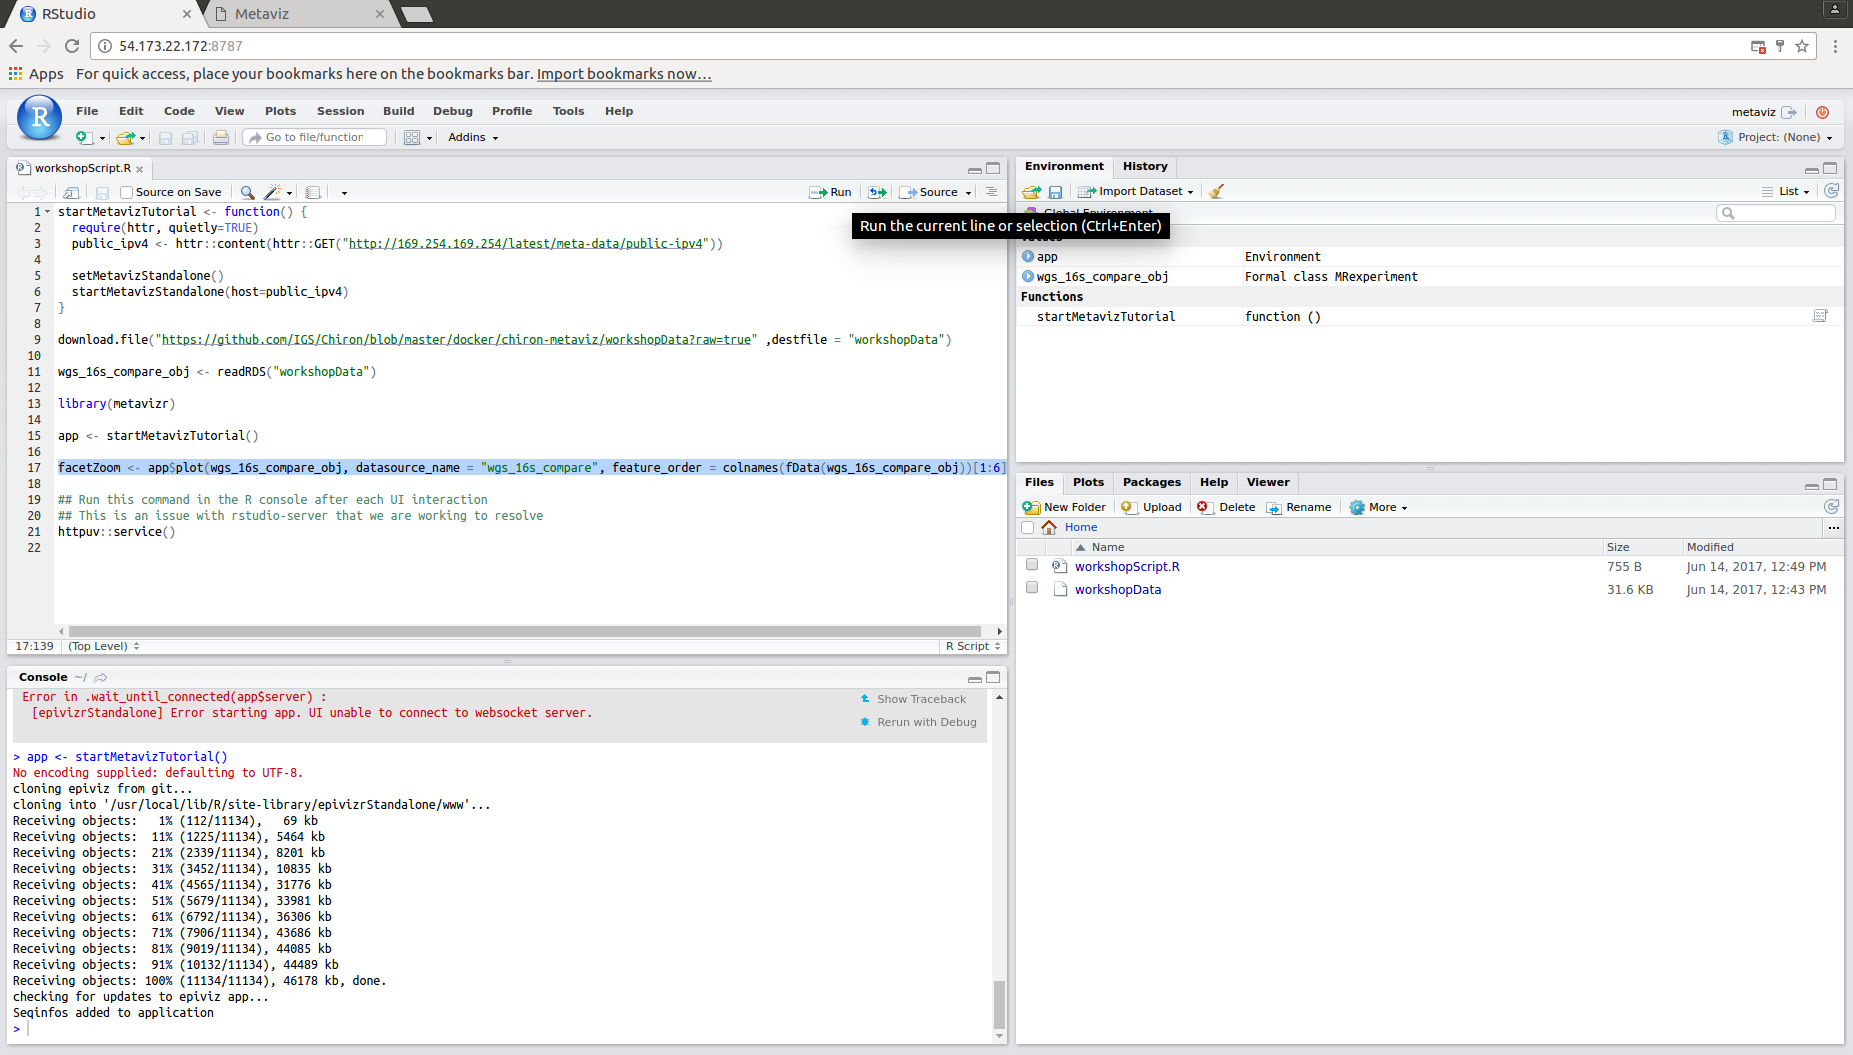 RStudio
Metaviz
54.173.22.172:8787
Apps For quick access, place your bookmarks here on the bookmarks bar. Import bookmarks now...
R
File Edit Code View Plots Session Build Debug Profile Tools Help
metaviz
Go to file/function
Addins
Project: (None)
workshopScript.R
Source on Save
Run
Source
1 startMetavizTutorial <- function() {
2 require(httr, quietly=TRUE)
3 public_ipv4 <- httr::content(httr::GET("http://169.254.169.254/latest/meta-data/public-ipv4"))
4
5 setMetavizStandalone()
6 startMetavizStandalone(host=public_ipv4)
7 }
8
9 download.file("https://github.com/IGS/Chiron/blob/master/docker/chiron-metaviz/workshopData?raw=true" ,destfile = "workshopData")
10
11 wgs_16s_compare_obj <- readRDS("workshopData")
12
13 library(metavizr)
14
15 app <- startMetavizTutorial()
16
17 facetZoom <- app$plot(wgs_16s_compare_obj, datasource_name = "wgs_16s_compare", feature_order = colnames(fData(wgs_16s_compare_obj))[1:6]
18
19 ## Run this command in the R console after each UI interaction
20 ## This is an issue with rstudio-server that we are working to resolve
21 httpuv::service()
22
17:139 (Top Level)
R Script
Run the current line or selection (Ctrl+Enter)
Console ~/
Error in .wait_until_connected(app$server) :
[epivizrStandalone] Error starting app. UI unable to connect to websocket server.
Show Traceback
Rerun with Debug
> app <- startMetavizTutorial()
No encoding supplied: defaulting to UTF-8.
cloning epiviz from git...
cloning into '/usr/local/lib/R/site-library/epivizrStandalone/www'...
Receiving objects: 1% (112/11134), 69 kb
Receiving objects: 11% (1225/11134), 5464 kb
Receiving objects: 21% (2339/11134), 8201 kb
Receiving objects: 31% (3452/11134), 10835 kb
Receiving objects: 41% (4565/11134), 31776 kb
Receiving objects: 51% (5679/11134), 33981 kb
Receiving objects: 61% (6792/11134), 36306 kb
Receiving objects: 71% (7906/11134), 43686 kb
Receiving objects: 81% (9019/11134), 44085 kb
Receiving objects: 91% (10132/11134), 44489 kb
Receiving objects: 100% (11134/11134), 46178 kb, done.
checking for updates to epiviz app...
Seqinfos added to application
>
Environment History
Import Dataset
List
Global Environment
Values
app Environment
wgs_16s_compare_obj Formal class MRexperiment
Functions
startMetavizTutorial function ()
Files Plots Packages Help Viewer
New Folder Upload Delete Rename More
Home
Name Size Modified
workshopScript.R 755 B Jun 14, 2017, 12:49 PM
workshopData 31.6 KB Jun 14, 2017, 12:43 PM